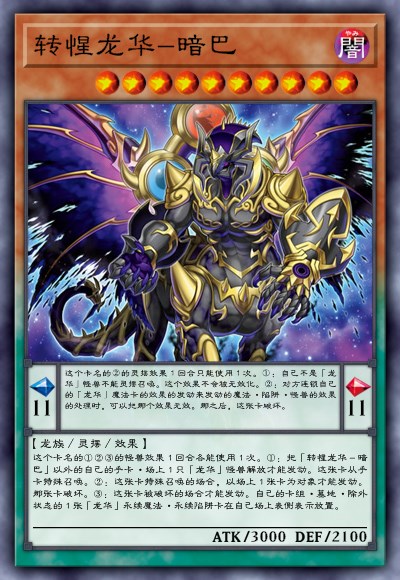 转惺龙华-暗巴
やみ
闇
这个卡名的②的灵摆效果1回合只能使用1次。①：自己不是「龙
华」怪兽不能灵摆召唤。这个效果不会被无效化。②：对方连锁自己
的「龙华」魔法卡的效果的发动来发动的魔法·陷阱·怪兽的效果
的处理时，可以把那个效果无效。那之后，这张卡破坏。
11
11
【龙族/灵摆/效果】
这个卡名的①②③的怪兽效果1回合各能使用1次。①：把「转惺龙华-暗
巴」以外的自己的手卡·场上1只「龙华」怪兽解放才能发动。这张卡从手
卡特殊召唤。②：这张卡特殊召唤的场合，以场上1张卡为对象才能发动。
那张卡破坏。③：这张卡被破坏的场合才能发动。自己的卡组·墓地·除外
状态的1张「龙华」永续魔法·永续陷阱卡在自己场上表侧表示放置。
ATK/3000 DEF/2100